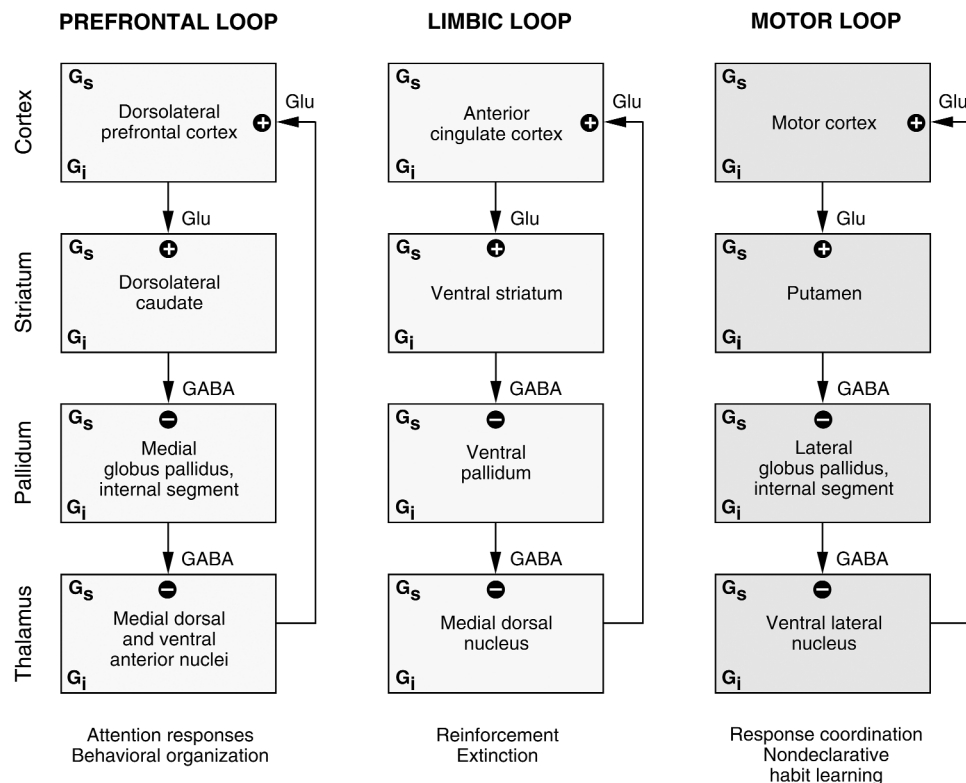 PREFRONTAL LOOP
LIMBIC LOOP
MOTOR LOOP
Cortex
Gs
Dorsolateral
prefrontal cortex
+
Glu
Gi
Gs
Anterior
cingulate cortex
+
Glu
Gi
Gs
Motor cortex
+
Glu
Gi
Glu
Glu
Glu
Striatum
Gs
+
Dorsolateral
caudate
Gi
Gs
+
Ventral striatum
Gi
Gs
+
Putamen
Gi
GABA
GABA
GABA
Pallidum
Gs
−
Medial
globus pallidus,
internal segment
Gi
Gs
−
Ventral
pallidum
Gi
Gs
−
Lateral
globus pallidus,
internal segment
Gi
GABA
GABA
GABA
Thalamus
Gs
−
Medial dorsal
and ventral
anterior nuclei
Gi
Gs
−
Medial dorsal
nucleus
Gi
Gs
−
Ventral lateral
nucleus
Gi
Attention responses
Behavioral organization
Reinforcement
Extinction
Response coordination
Nondeclarative
habit learning